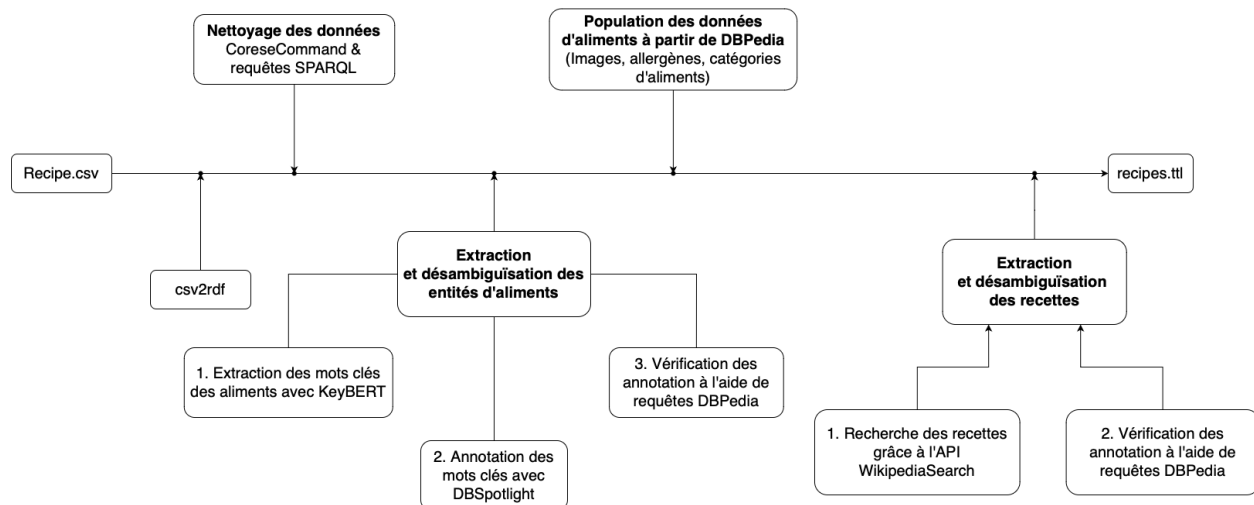 Nettoyage des données
CoreseCommand &
requêtes SPARQL
Population des données
d'aliments à partir de DBPedia
(Images, allergènes, catégories
d'aliments)
Recipe.csv
recipes.ttl
csv2rdf
Extraction
et désambiguïsation des
entités d'aliments
Extraction
et désambiguïsation
des recettes
1. Extraction des mots clés
des aliments avec KeyBERT
3. Vérification des
annotation à l'aide de
requêtes DBPedia
2. Annotation des
mots clés avec
DBSpotlight
1. Recherche des recettes
grâce à l'API
WikipediaSearch
2. Vérification des
annotation à l'aide de
requêtes DBPedia